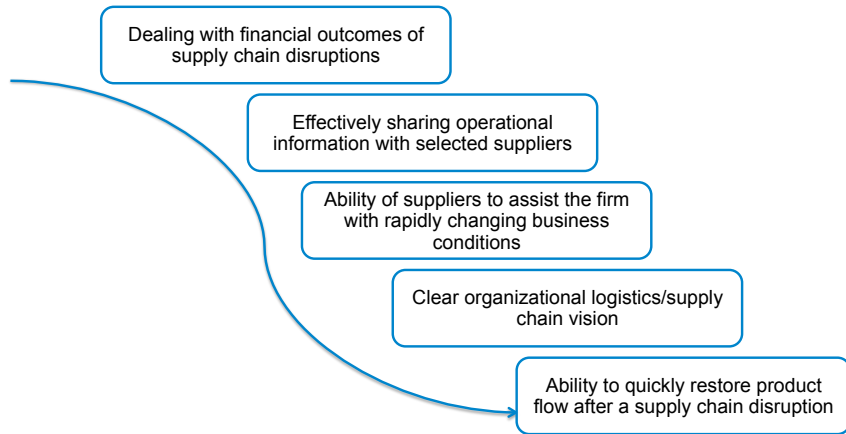 Dealing with financial outcomes of
supply chain disruptions
Effectively sharing operational
information with selected suppliers
Ability of suppliers to assist the firm
with rapidly changing business
conditions
Clear organizational logistics/supply
chain vision
Ability to quickly restore product
flow after a supply chain disruption